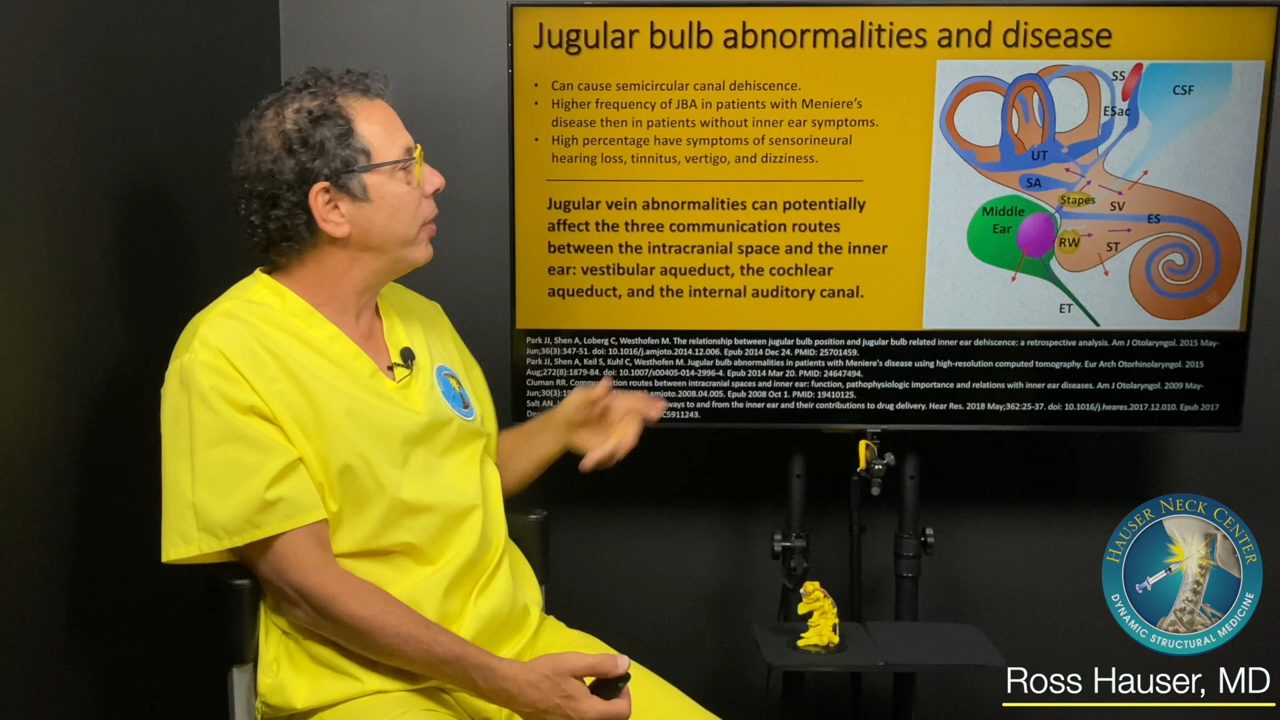 Jugular bulb abnormalities and disease
• Can cause semicircular canal dehiscence.
• Higher frequency of JBA in patients with Meniere's
disease then in patients without inner ear symptoms.
• High percentage have symptoms of sensorineural
hearing loss, tinnitus, vertigo, and dizziness.
Jugular vein abnormalities can potentially
affect the three communication routes
between the intracranial space and the inner
ear: vestibular aqueduct, the cochlear
aqueduct, and the internal auditory canal.
SS
CSF
ESac
UT
SA
Stapes
SV
Middle
Ear
ES
RW
ST
ET
Park JJ, Shen A, Loberg C, Westhofen M. The relationship between jugular bulb position and jugular bulb related inner ear dehiscence: a retrospective analysis. Am J Otolaryngol. 2015 May-
Jun;36(3):347-51. doi: 10.1016/j.amjoto.2014.12.006. Epub 2014 Dec 24. PMID: 25701459.
Park JJ, Shen A, Keil S, Kuhl C, Westhofen M. Jugular bulb abnormalities in patients with Meniere's disease using high-resolution computed tomography. Eur Arch Otorhinolaryngol. 2015
Aug;272(8):1879-84. doi: 10.1007/s00405-014-2996-4. Epub 2014 Mar 20. PMID: 24647494.
Ciuman RR. routes between intracranial spaces and inner ear: function, pathophysiologic importance and relations with inner ear diseases. Am J Otolaryngol. 2009 May-
Jun;30(3): .amjoto.2008.04.005. Epub 2008 Oct 1. PMID: 19410125.
Salt AN, to and from the inner ear and their contributions to drug delivery. Hear Res. 2018 May;362:25-37. doi: 10.1016/j.heares.2017.12.010. Epub 2017
HAUSER NECK CENTER
DYNAMIC STRUCTURAL MEDICINE
Ross Hauser, MD